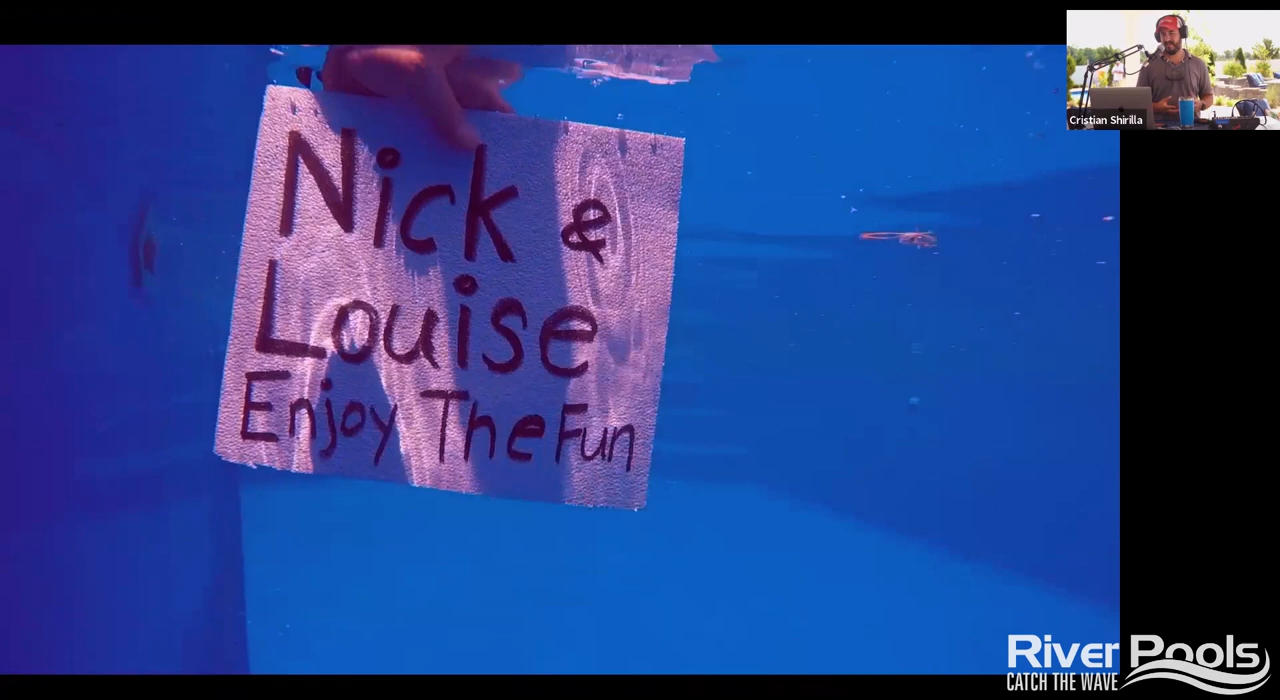 Nick &
Louise
Enjoy The Fun
Cristian Shirilla
River Pools
CATCH THE WAVE